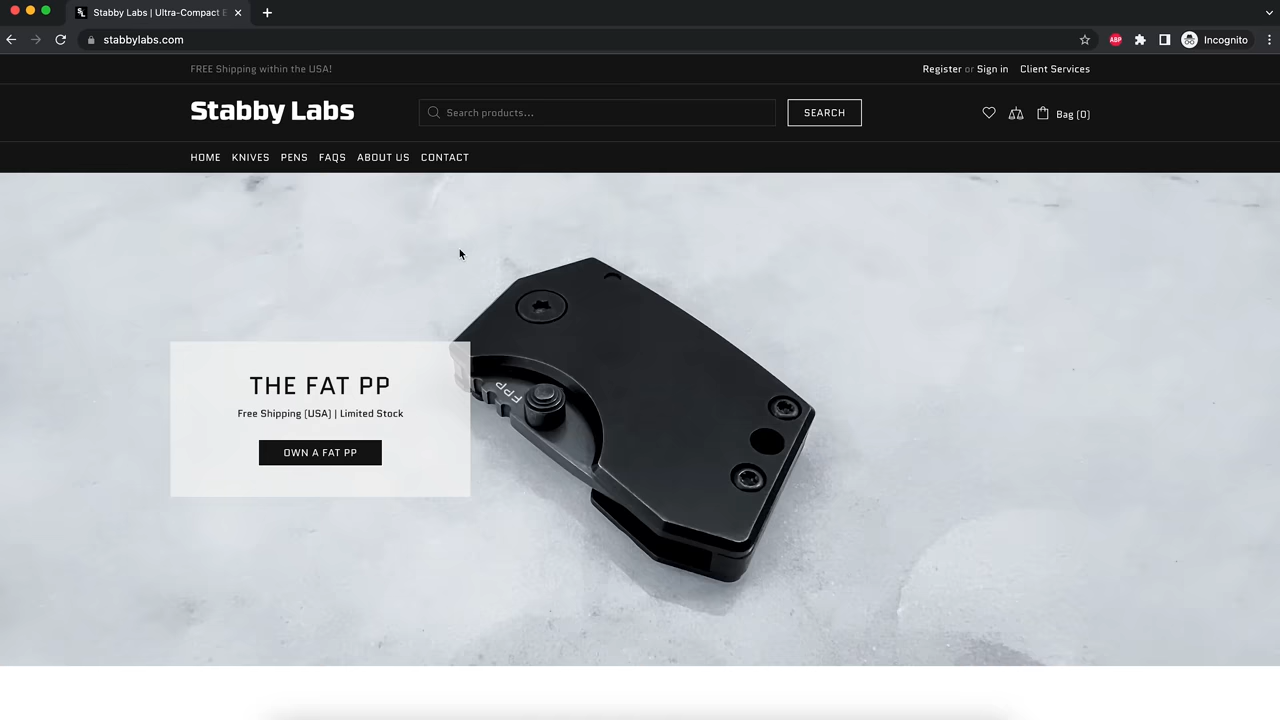 Stabby Labs | Ultra-Compact E
stabbylabs.com
ABP
Incognito
FREE Shipping within the USA!
Register or Sign in
Client Services
Stabby Labs
Search products...
SEARCH
Bag (0)
HOME
KNIVES
PENS
FAQS
ABOUT US
CONTACT
FPP
THE FAT PP
Free Shipping (USA) | Limited Stock
OWN A FAT PP